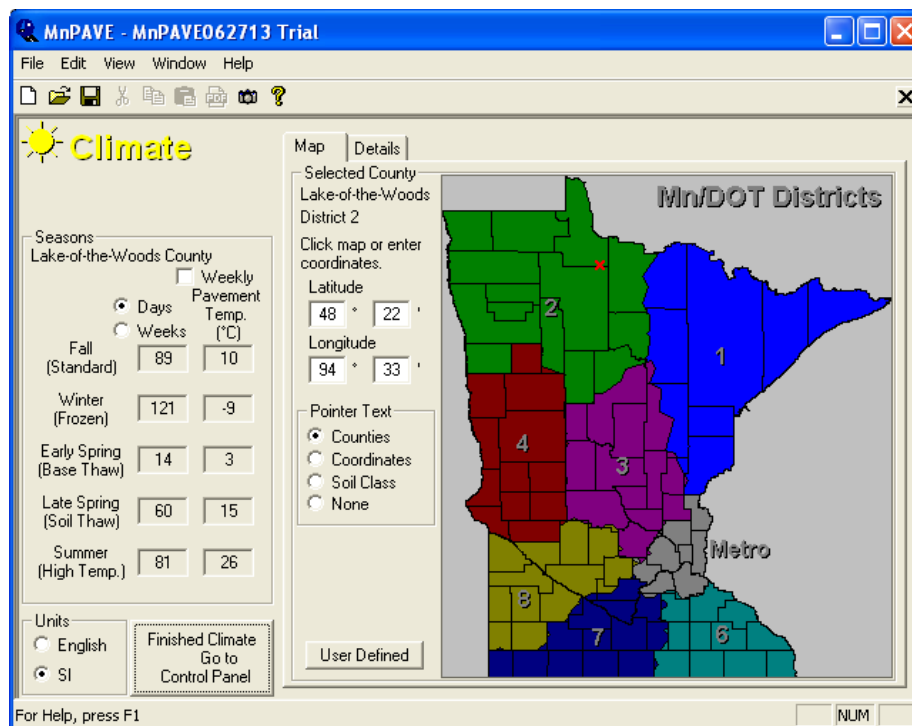 MnPAVE - MnPAVE062713 Trial
File Edit View Window Help
Climate
Seasons
Lake-of-the-Woods County
Weekly
Pavement
Temp.
(°C)
Days
Weeks
Fall
(Standard)
89 10
Winter
(Frozen)
121 -9
Early Spring
(Base Thaw)
14 3
Late Spring
(Soil Thaw)
60 15
Summer
(High Temp.)
81 26
Units
English
SI
Finished Climate
Go to
Control Panel
Map Details
Selected County
Lake-of-the-Woods
District 2
Click map or enter
coordinates.
Latitude
48 ° 22 '
Longitude
94 ° 33 '
Pointer Text
Counties
Coordinates
Soil Class
None
User Defined
Mn/DOT Districts
2
1
4
3
Metro
8
7
6
For Help, press F1
NUM